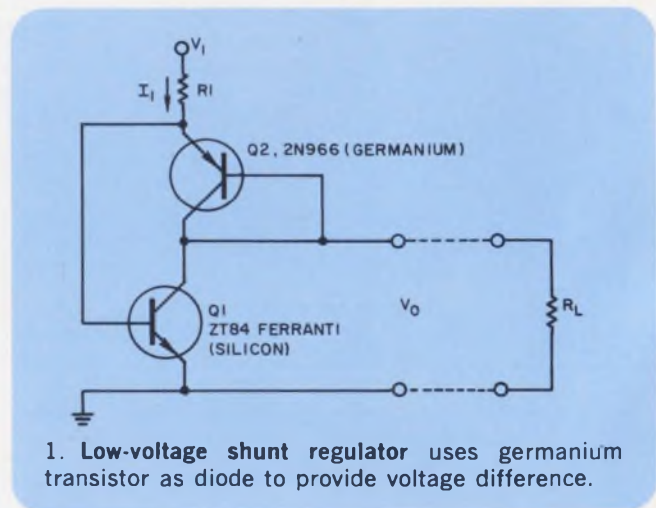 V₁
I₁
R1
Q2, 2N966 (GERMANIUM)
Q1
ZT84 FERRANTI
(SILICON)
V₀
R_L
1. Low-voltage shunt regulator uses germanium
transistor as diode to provide voltage difference.